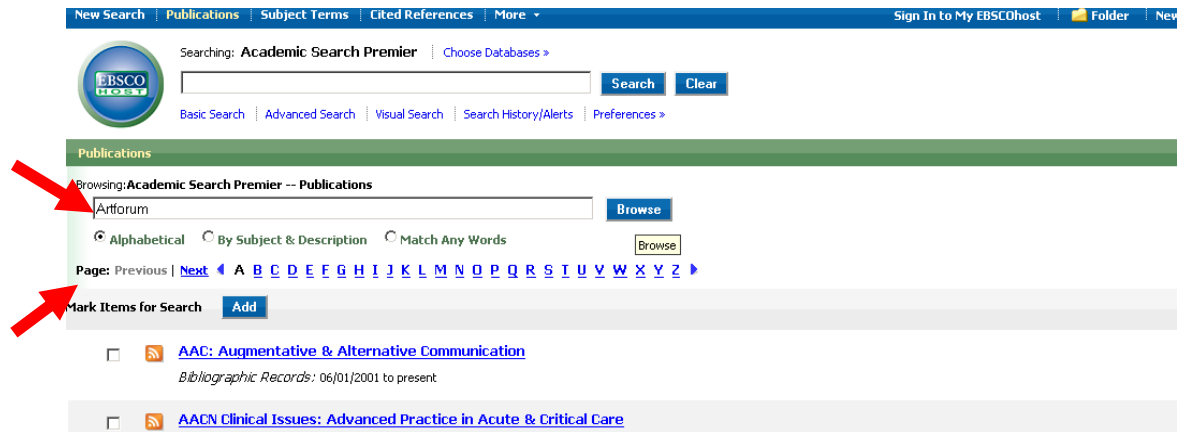 New Search Publications Subject Terms Cited References More Sign In to My EBSCOhost Folder New
Searching: Academic Search Premier Choose Databases »
EBSCO
HOST
Search Clear
Basic Search Advanced Search Visual Search Search History/Alerts Preferences »
Publications
Browsing:Academic Search Premier -- Publications
Artforum Browse
Alphabetical By Subject & Description Match Any Words
Browse
Page: Previous | Next A B C D E F G H I J K L M N O P Q R S T U V W X Y Z
Mark Items for Search Add
AAC: Augmentative & Alternative Communication
Bibliographic Records: 06/01/2001 to present
AACN Clinical Issues: Advanced Practice in Acute & Critical Care